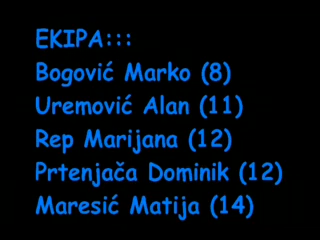 EKIPA:::
Bogović Marko (8)
Uremović Alan (11)
Rep Marijana (12)
Prtenjača Dominik (12)
Maresić Matija (14)